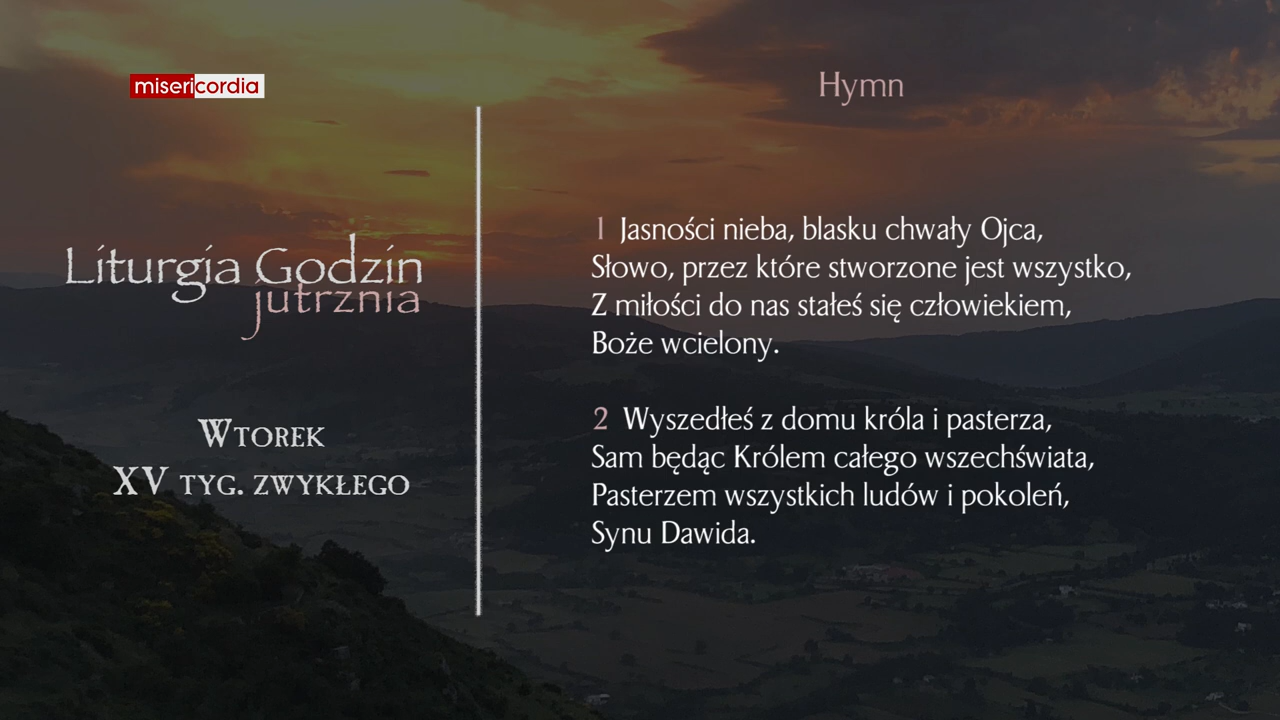 misericordia
Liturgia Godzin
jutrznia
Wtorek
XV tyg. zwykłego
Hymn
1 Jasności nieba, blasku chwały Ojca,
Słowo, przez które stworzone jest wszystko,
Z miłości do nas stałeś się człowiekiem,
Boże wcielony.
2 Wyszedłeś z domu króla i pasterza,
Sam będąc Królem całego wszechświata,
Pasterzem wszystkich ludów i pokoleń,
Synu Dawida.